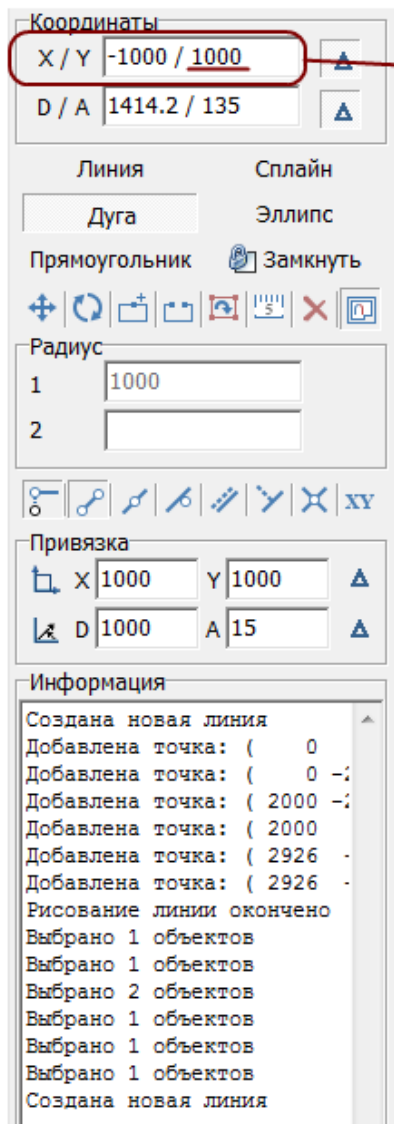 Координаты
X / Y -1000 / 1000
D / A 1414.2 / 135
Линия Сплайн
Дуга Эллипс
Прямоугольник Замкнуть
5
Радиус
1 1000
2
XY
Привязка
X 1000 Y 1000
D 1000 A 15
Информация
Создана новая линия
Добавлена точка: ( 0
Добавлена точка: ( 0 -2
Добавлена точка: ( 2000 -2
Добавлена точка: ( 2000
Добавлена точка: ( 2926 -
Добавлена точка: ( 2926 -
Рисование линии окончено
Выбрано 1 объектов
Выбрано 1 объектов
Выбрано 2 объектов
Выбрано 1 объектов
Выбрано 1 объектов
Выбрано 1 объектов
Создана новая линия